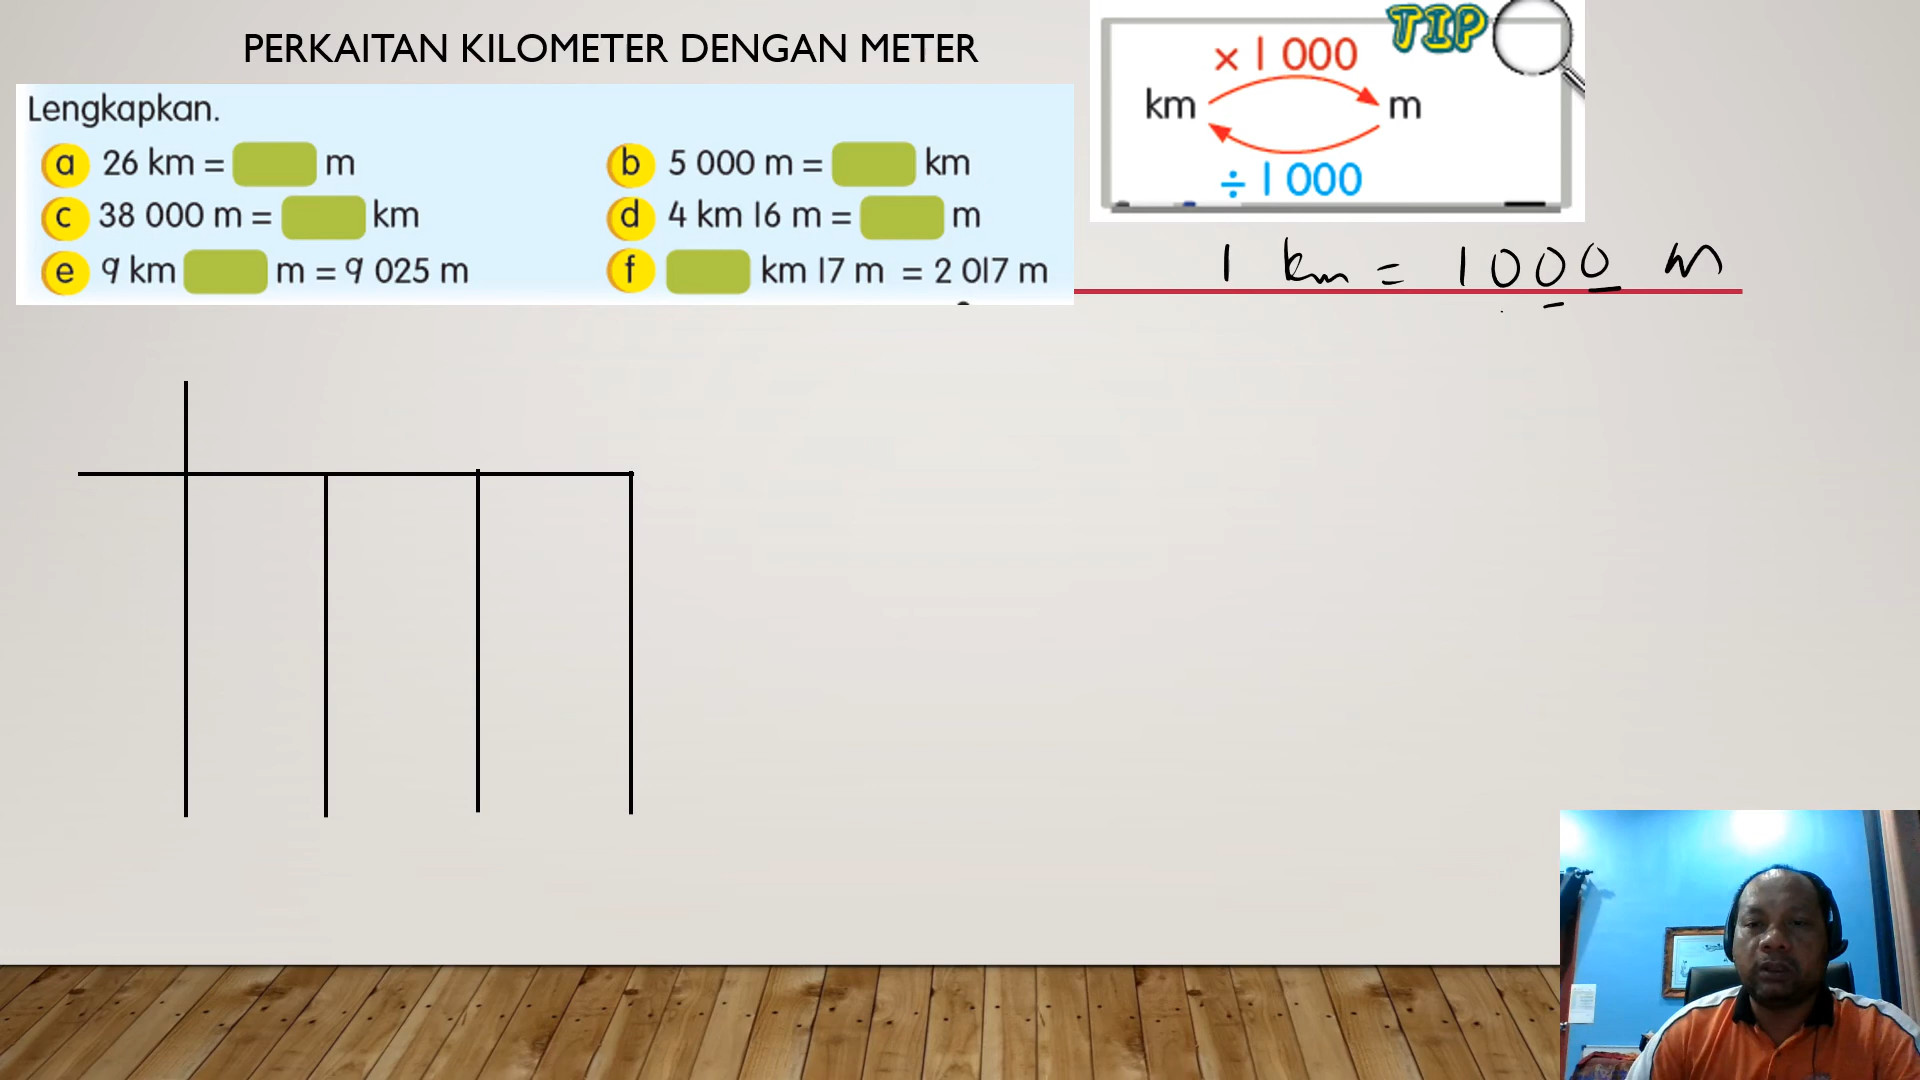 PERKAITAN KILOMETER DENGAN METER
Lengkapkan.
a 26 km = m
b 5 000 m = km
c 38 000 m = km
d 4 km 16 m = m
e 9 km m = 9 025 m
f km 17 m = 2 017 m
TIP
× 1 000
km m
÷ 1 000
1 km = 1000 m